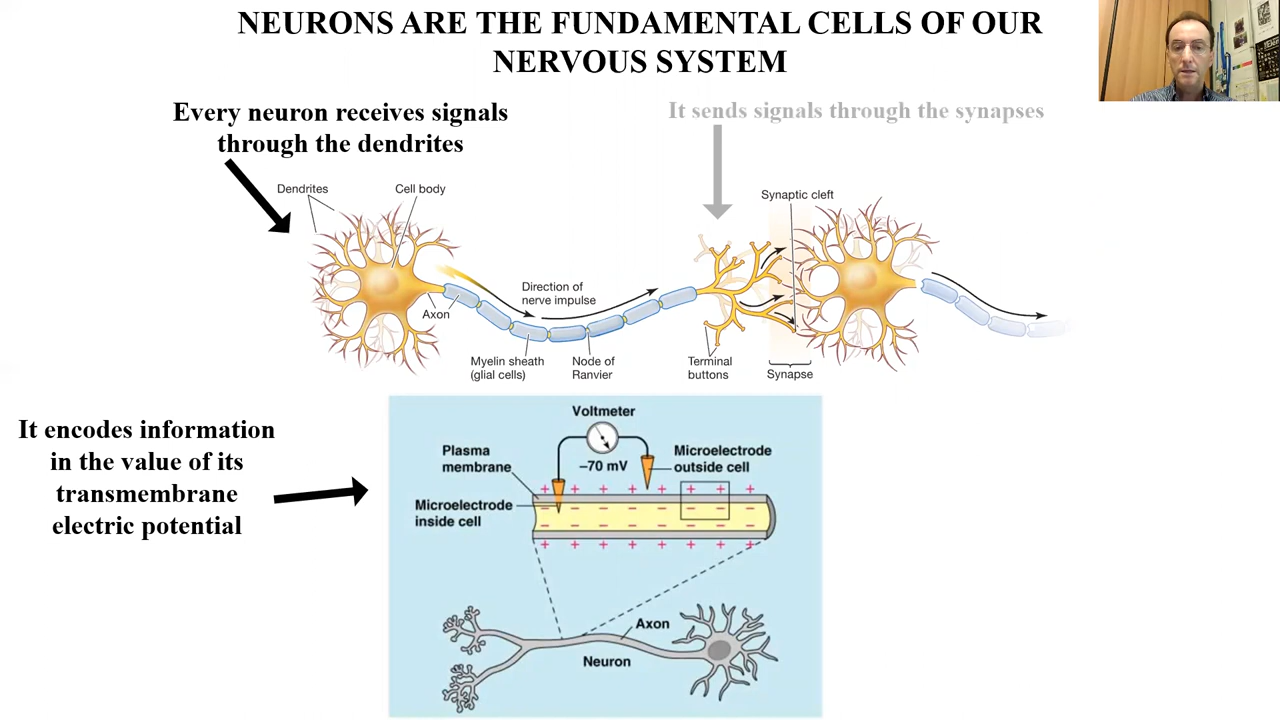 NEURONS ARE THE FUNDAMENTAL CELLS OF OUR
NERVOUS SYSTEM
Every neuron receives signals
through the dendrites
It sends signals through the synapses
Dendrites
Cell body
Synaptic cleft
Direction of
nerve impulse
Axon
Myelin sheath
(glial cells)
Node of
Ranvier
Terminal
buttons
Synapse
It encodes information
in the value of its
transmembrane
electric potential
Voltmeter
Plasma
membrane
−70 mV
Microelectrode
outside cell
Microelectrode
inside cell
Axon
Neuron